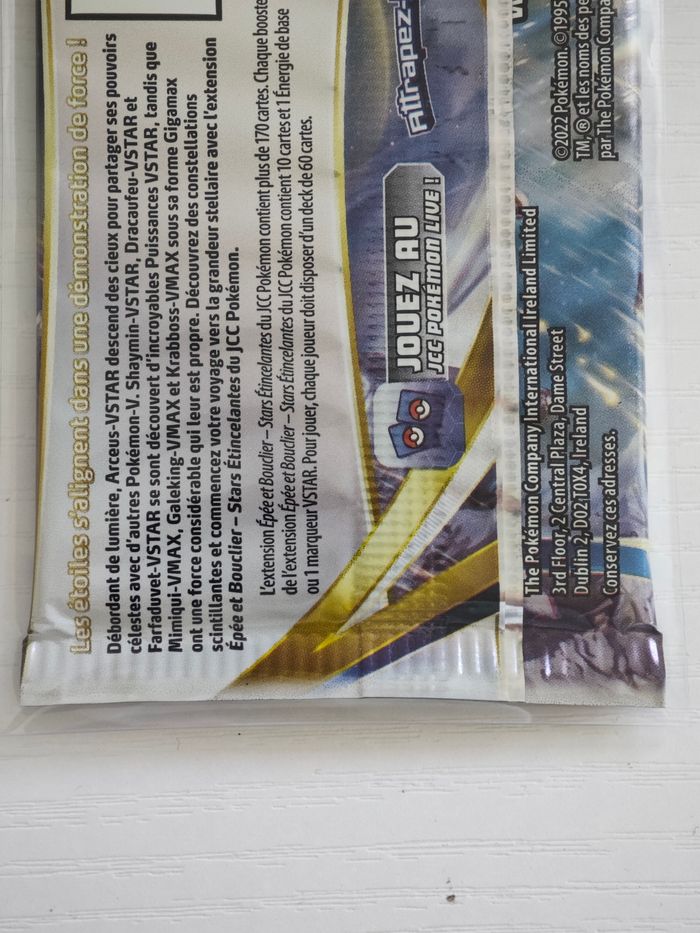 Les étoiles s'alignent dans une démonstration de force !
Débordant de lumière, Arceus-VSTAR descend des cieux pour partager ses pouvoirs
célestes avec d'autres Pokémon-V. Shaymin-VSTAR, Dracaufeu-VSTAR et
Farfaduvet-VSTAR se sont découvert d'incroyables Puissances VSTAR, tandis que
Mimiqui-VMAX, Galeking-VMAX et Krabboss-VMAX sous sa forme Gigamax
ont une force considérable qui leur est propre. Découvrez des constellations
scintillantes et commencez votre voyage vers la grandeur stellaire avec l'extension
Épée et Bouclier – Stars Étincelantes du JCC Pokémon.
L'extension Épée et Bouclier – Stars Étincelantes du JCC Pokémon contient plus de 170 cartes. Chaque booste
de l'extension Épée et Bouclier – Stars Étincelantes du JCC Pokémon contient 10 cartes et 1 Énergie de base
ou 1 marqueur VSTAR. Pour jouer, chaque joueur doit disposer d'un deck de 60 cartes.
Attrapez-
JOUEZ AU
JCC POKÉMON LIVE !
The Pokémon Company International Ireland Limited
3rd Floor, 2 Central Plaza, Dame Street
Dublin 2, D02 T0X4, Ireland
Conservez ces adresses.
©2022 Pokémon. ©1995
TM, ® et les noms des pe
par The Pokémon Compa